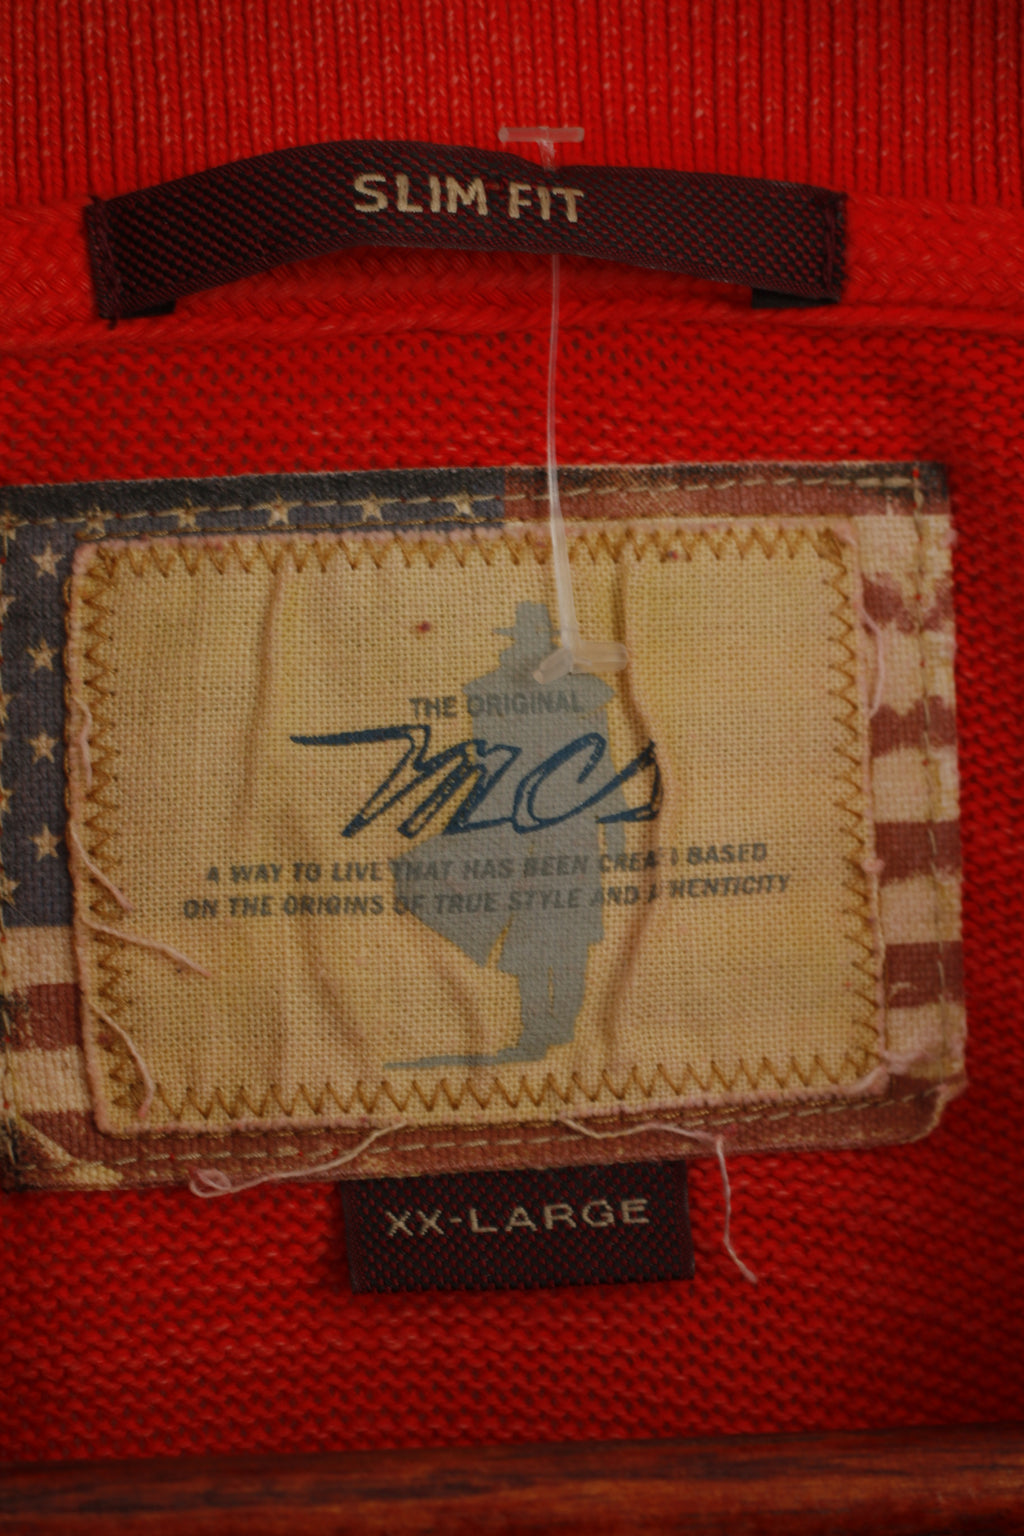 SLIM FIT
THE ORIGINAL
MCS
A WAY TO LIVE THAT HAS BEEN BASED
ON THE ORIGINS OF TRUE STYLE AND
XX-LARGE